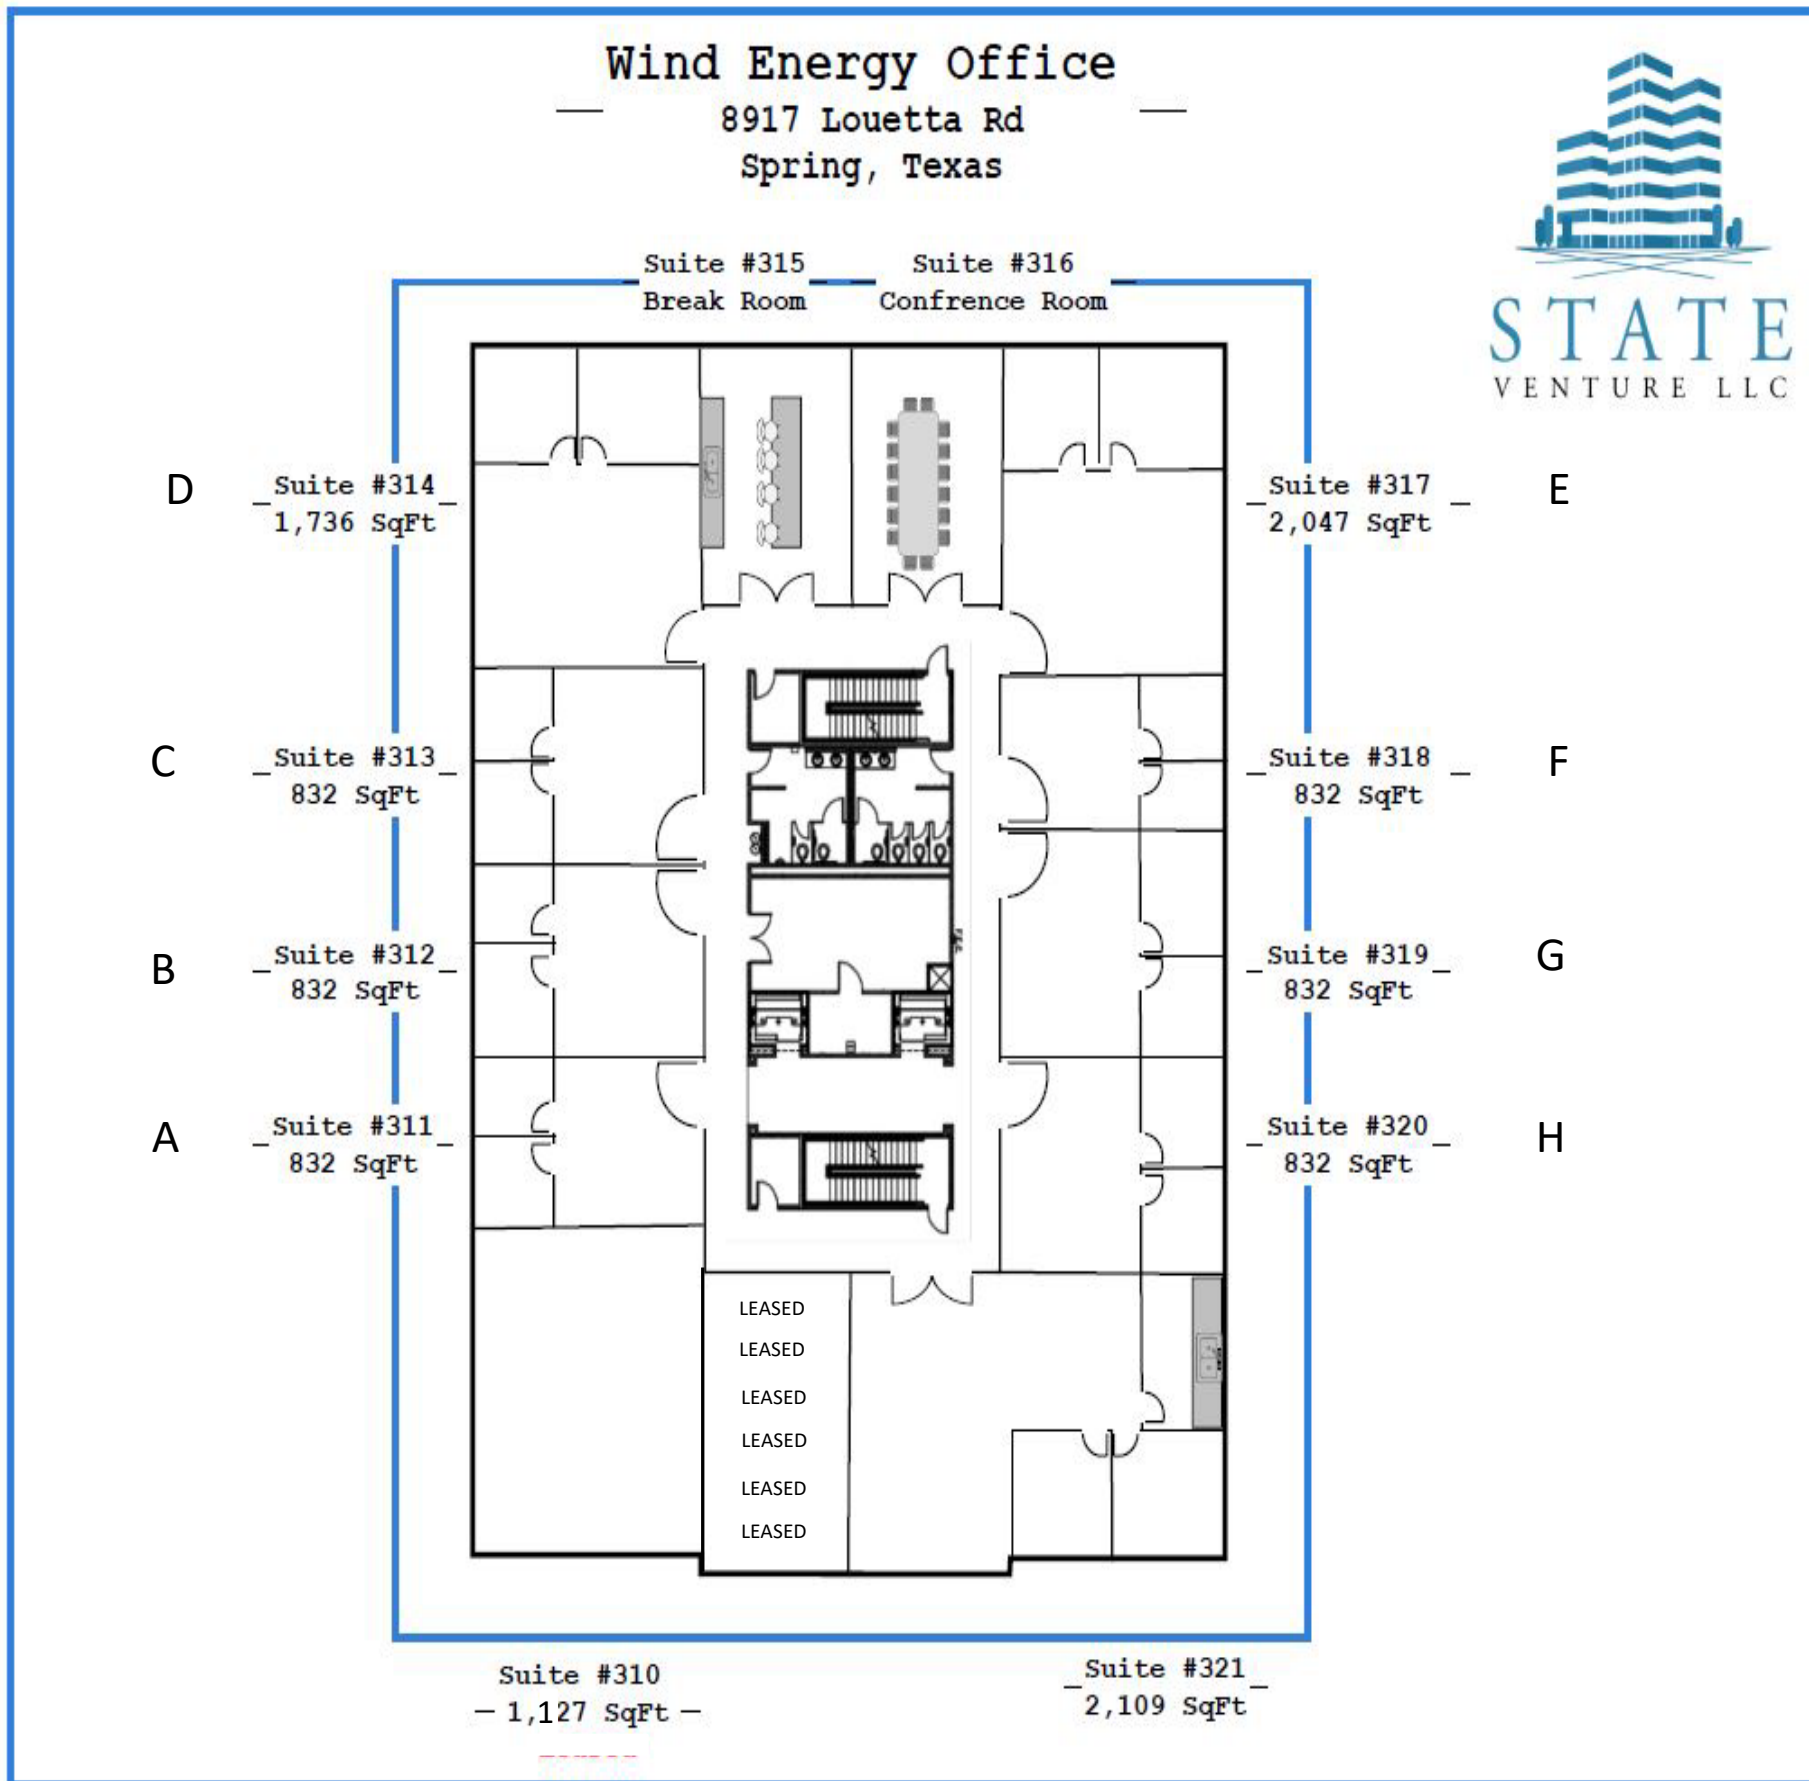 Wind Energy Office
8917 Louetta Rd
Spring, Texas
STATE
VENTURE LLC
Suite #315
Break Room
Suite #316
Confrence Room
D
Suite #314
1,736 SqFt
Suite #317
2,047 SqFt
E
C
Suite #313
832 SqFt
Suite #318
832 SqFt
F
B
Suite #312
832 SqFt
Suite #319
832 SqFt
G
A
Suite #311
832 SqFt
Suite #320
832 SqFt
H
LEASED
LEASED
LEASED
LEASED
LEASED
LEASED
Suite #310
1,127 SqFt
Suite #321
2,109 SqFt